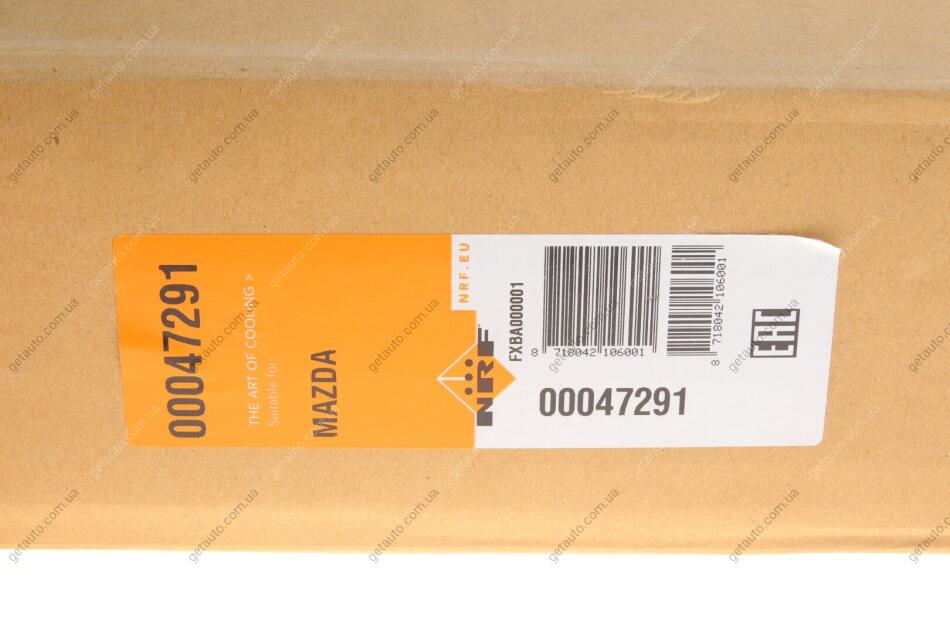 00047291
THE ART OF COOLING >
Suitable for:
MAZDA
NRF.EU
NRF
FXBA000001
8 718042 106001
8 718042 106001
EAC
00047291
getauto.com.ua